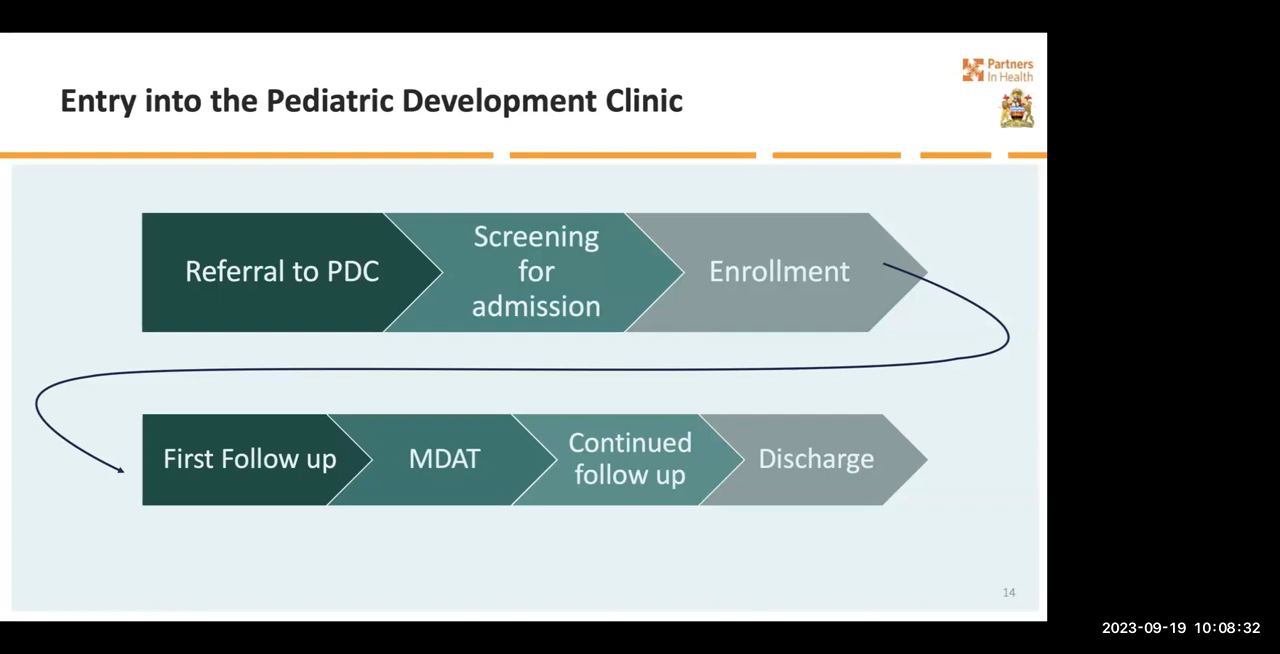 Partners
In Health
Entry into the Pediatric Development Clinic
Referral to PDC
Screening
for
admission
Enrollment
First Follow up
MDAT
Continued
follow up
Discharge
14
2023-09-19 10:08:32